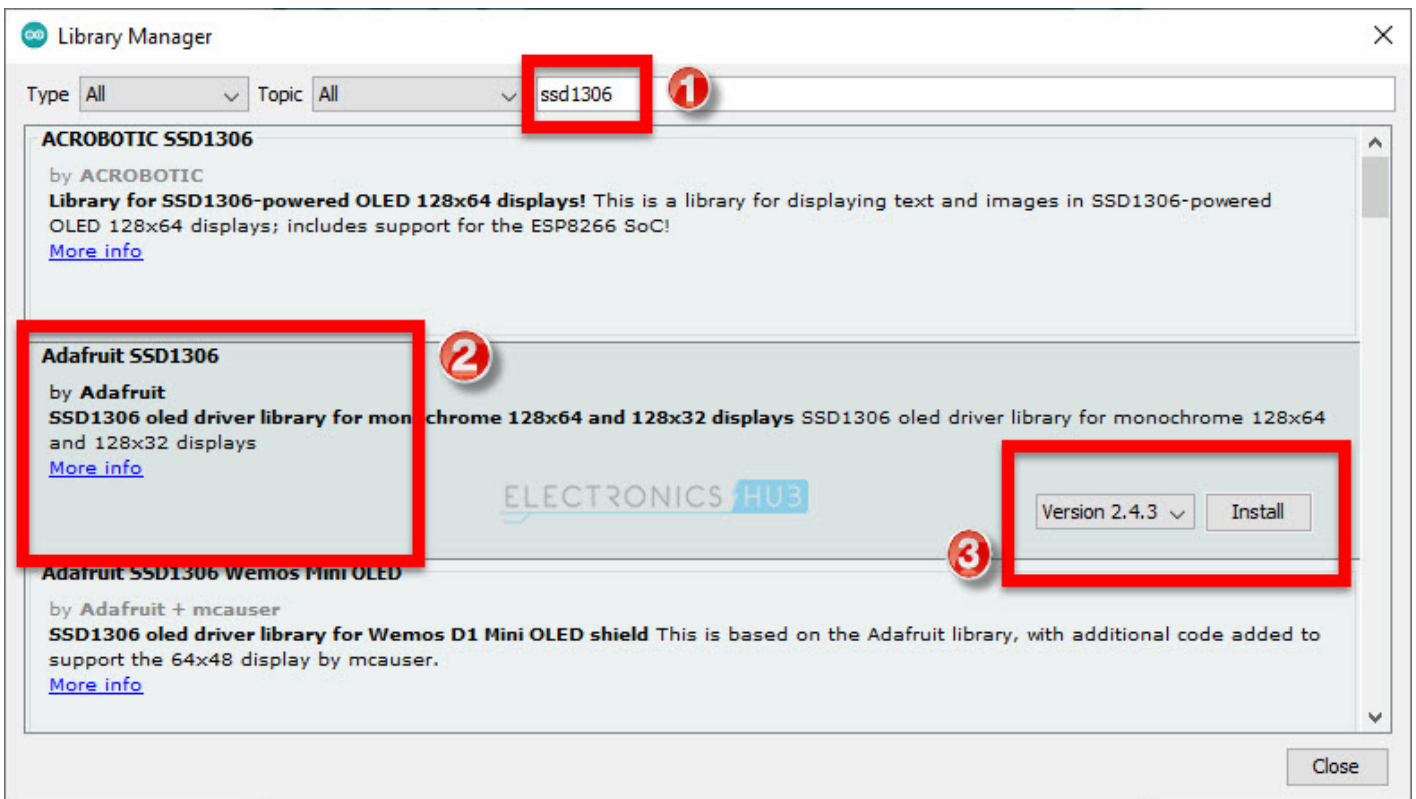 Library Manager
Type All Topic All ssd1306 1
ACROBOTIC SSD1306
by ACROBOTIC
Library for SSD1306-powered OLED 128x64 displays! This is a library for displaying text and images in SSD1306-powered
OLED 128x64 displays; includes support for the ESP8266 SoC!
More info
Adafruit SSD1306
2
by Adafruit
SSD1306 oled driver library for monochrome 128x64 and 128x32 displays SSD1306 oled driver library for monochrome 128x64
and 128x32 displays
More info
ELECTRONICS HUB
Version 2.4.3 Install
3
Adafruit SSD1306 Wemos Mini OLED
by Adafruit + mcauser
SSD1306 oled driver library for Wemos D1 Mini OLED shield This is based on the Adafruit library, with additional code added to
support the 64x48 display by mcauser.
More info
Close